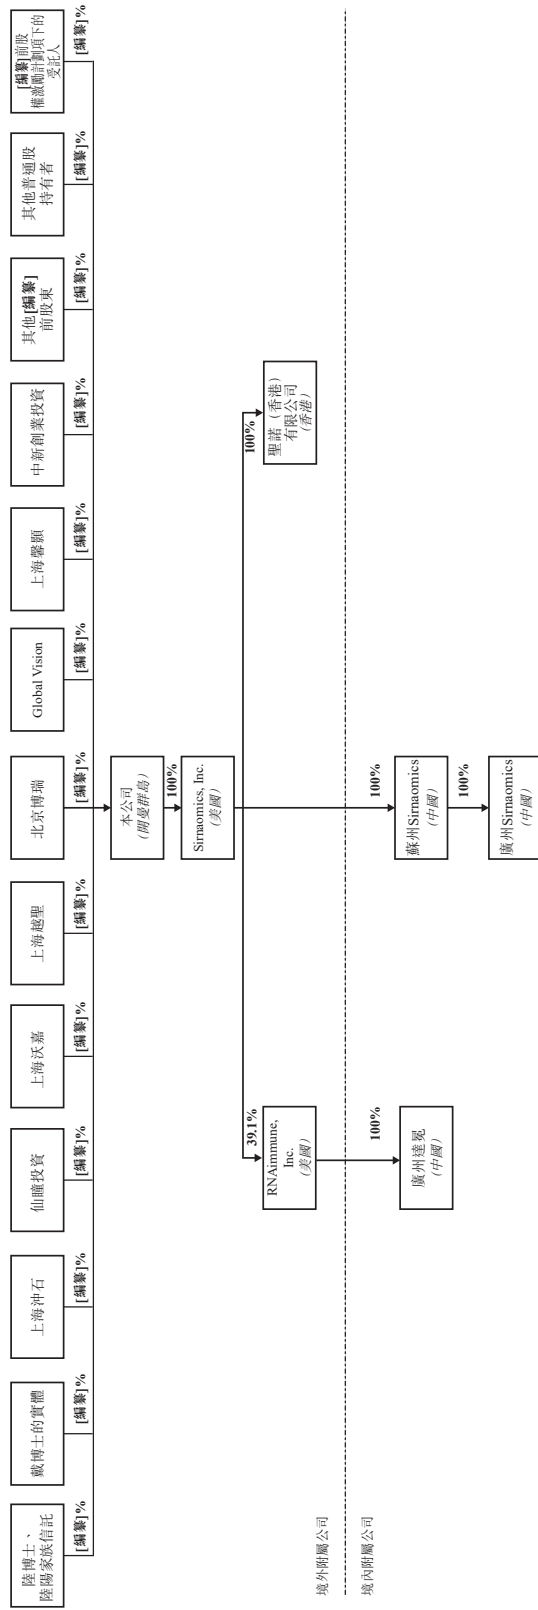 陸博士、
陸陽家族信託
戴博士的實體
上海沖石
仙瞳投資
上海沃嘉
上海越聖
北京博瑞
Global Vision
上海馨顥
中新創業投資
其他[編纂]
前股東
其他普通股
持有者
[編纂]前股
權激勵計劃項下的
受託人
[編纂]%
[編纂]%
[編纂]%
[編纂]%
[編纂]%
[編纂]%
[編纂]%
[編纂]%
[編纂]%
[編纂]%
[編纂]%
[編纂]%
[編纂]%
本公司
(開曼群島)
100%
Sirnaomics, Inc.
(美國)
39.1%
100%
RNAimmune,
Inc.
(美國)
聖諾（香港）
有限公司
(香港)
境外附屬公司
境內附屬公司
100%
100%
廣州達冕
(中國)
蘇州Sirnaomics
(中國)
100%
廣州Sirnaomics
(中國)